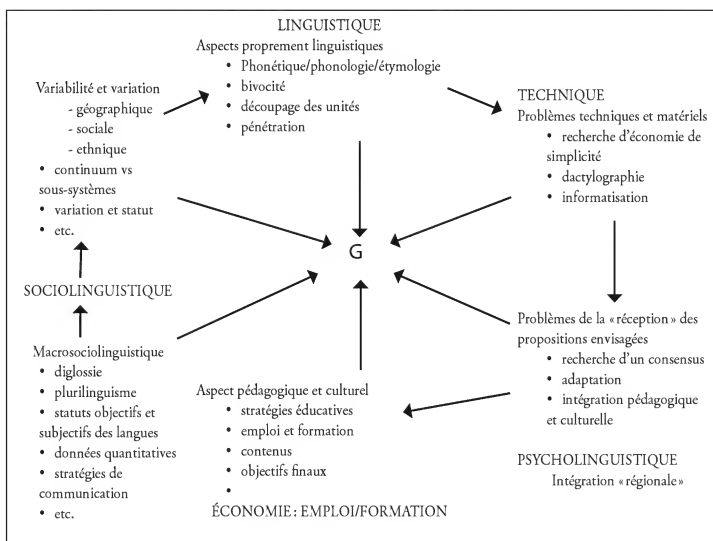 LINGUISTIQUE
Aspects proprement linguistiques
• Phonétique/phonologie/étymologie
• bivocité
• découpage des unités
• pénétration
Variabilité et variation
- géographique
- sociale
- ethnique
• continuum vs
sous-systèmes
• variation et statut
• etc.
TECHNIQUE
Problèmes techniques et matériels
• recherche d'économie de
simplicité
• dactylographie
• informatisation
G
SOCIOLINGUISTIQUE
Macrosociolinguistique
• diglossie
• plurilinguisme
• statuts objectifs et
subjectifs des langues
• données quantitatives
• stratégies de
communication
• etc.
Aspect pédagogique et culturel
• stratégies éducatives
• emploi et formation
• contenus
• objectifs finaux
•
ÉCONOMIE : EMPLOI/FORMATION
Problèmes de la « réception » des
propositions envisagées
• recherche d'un consensus
• adaptation
• intégration pédagogique
et culturelle
PSYCHOLINGUISTIQUE
Intégration « régionale »